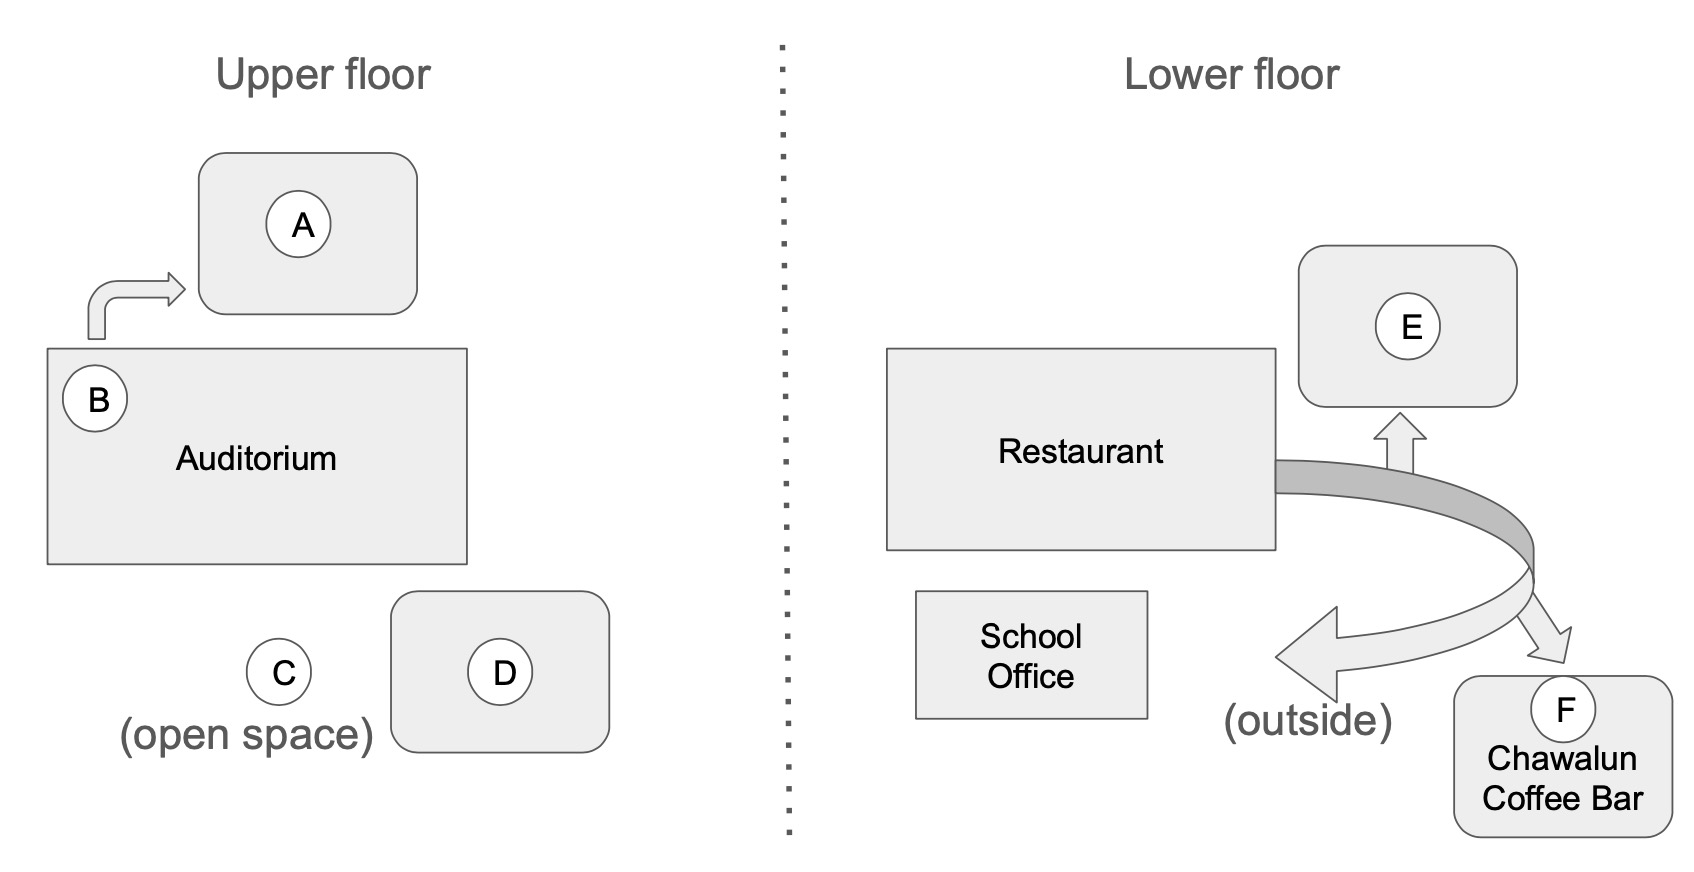 Upper floor
A
B
Auditorium
C
(open space)
D
Lower floor
E
Restaurant
School
Office
(outside)
F
Chawalun
Coffee Bar